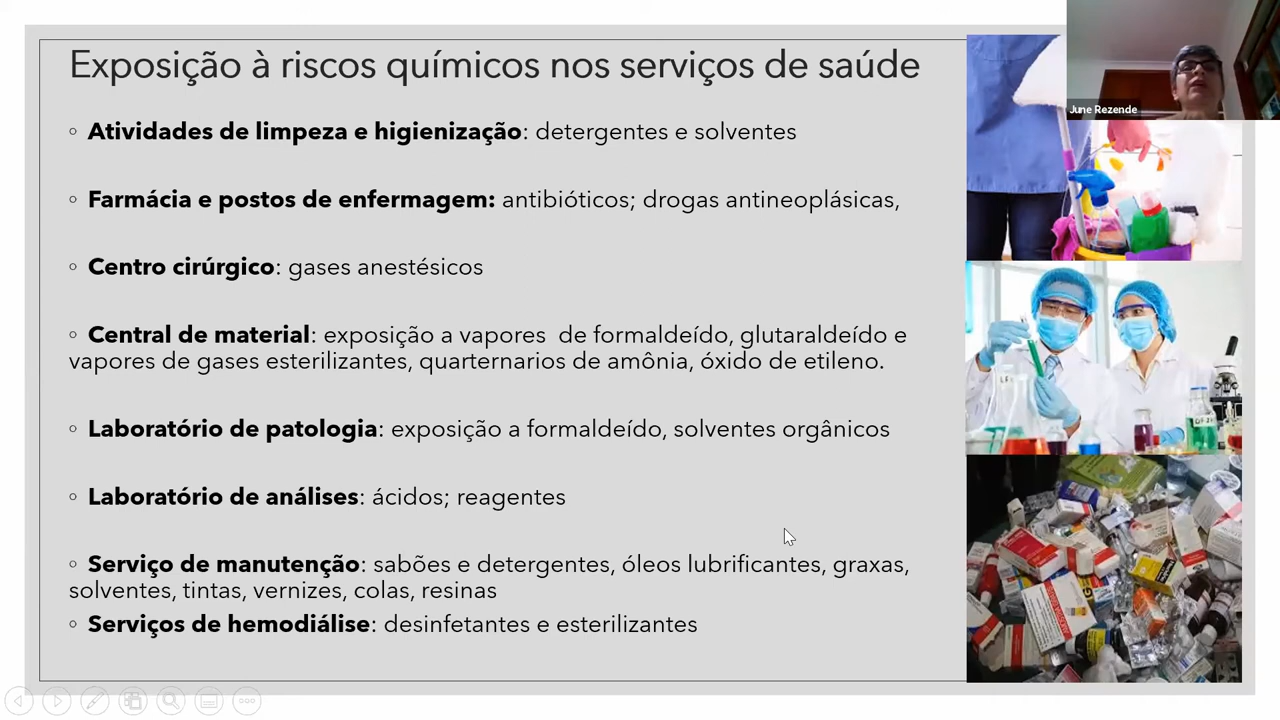 Exposição à riscos químicos nos serviços de saúde
June Rezende
◦ Atividades de limpeza e higienização: detergentes e solventes
◦ Farmácia e postos de enfermagem: antibióticos; drogas antineoplásicas,
◦ Centro cirúrgico: gases anestésicos
◦ Central de material: exposição a vapores  de formaldeído, glutaraldeído e
vapores de gases esterilizantes, quarternarios de amônia, óxido de etileno.
◦ Laboratório de patologia: exposição a formaldeído, solventes orgânicos
◦ Laboratório de análises: ácidos; reagentes
◦ Serviço de manutenção: sabões e detergentes, óleos lubrificantes, graxas,
solventes, tintas, vernizes, colas, resinas
◦ Serviços de hemodiálise: desinfetantes e esterilizantes